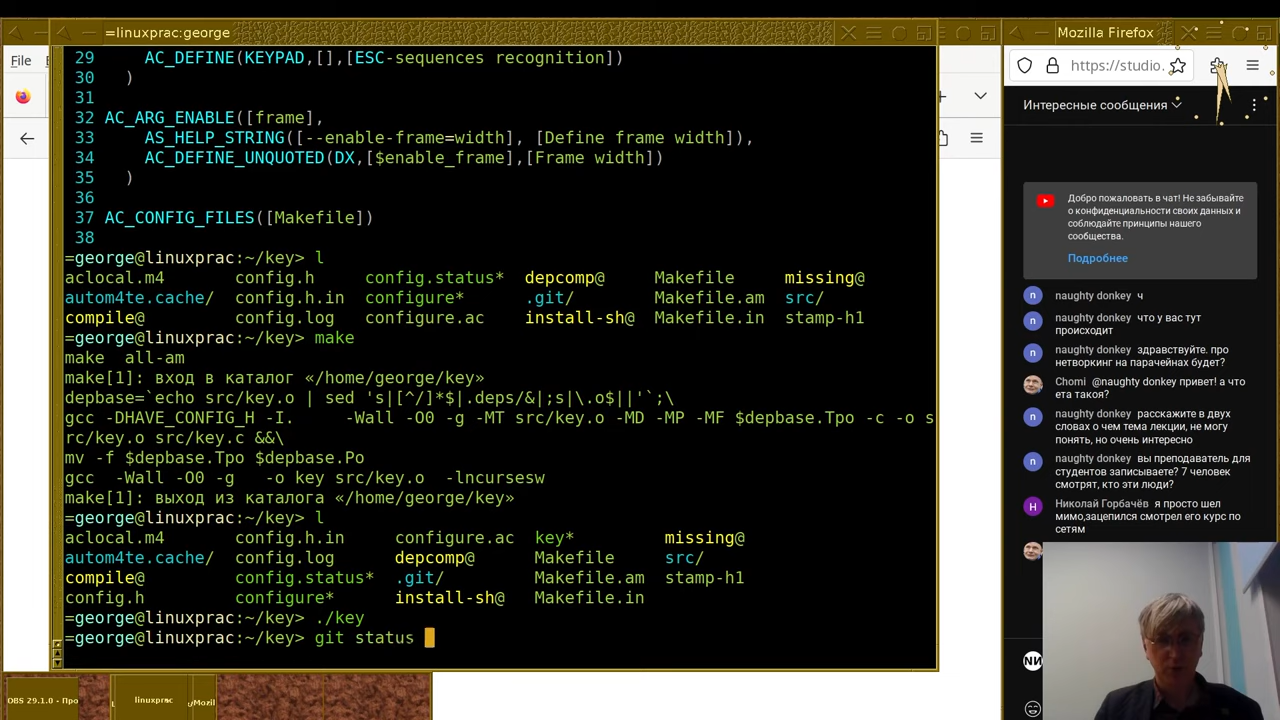 =linuxprac:george
Mozilla Firefox
File
https://studio.
29 AC_DEFINE(KEYPAD,[],[ESC-sequences recognition])
30 )
31
32 AC_ARG_ENABLE([frame],
33 AS_HELP_STRING([--enable-frame=width], [Define frame width]),
34 AC_DEFINE_UNQUOTED(DX,[$enable_frame],[Frame width])
35 )
36
37 AC_CONFIG_FILES([Makefile])
38
=george@linuxprac:~/key> l
aclocal.m4 config.h config.status* depcomp@ Makefile missing@
autom4te.cache/ config.h.in configure* .git/ Makefile.am src/
compile@ config.log configure.ac install-sh@ Makefile.in stamp-h1
=george@linuxprac:~/key> make
make all-am
make[1]: вход в каталог «/home/george/key»
depbase=`echo src/key.o | sed 's|[^/]*$|.deps/&|;s|\.o$||'`;\
gcc -DHAVE_CONFIG_H -I. -Wall -O0 -g -MT src/key.o -MD -MP -MF $depbase.Tpo -c -o s
rc/key.o src/key.c &&\
mv -f $depbase.Tpo $depbase.Po
gcc -Wall -O0 -g -o key src/key.o -lncursesw
make[1]: выход из каталога «/home/george/key»
=george@linuxprac:~/key> l
aclocal.m4 config.h.in configure.ac key* missing@
autom4te.cache/ config.log depcomp@ Makefile src/
compile@ config.status* .git/ Makefile.am stamp-h1
config.h configure* install-sh@ Makefile.in
=george@linuxprac:~/key> ./key
=george@linuxprac:~/key> git status
Интересные сообщения
Добро пожаловать в чат! Не забывайте
о конфиденциальности своих данных и
соблюдайте принципы нашего
сообщества.
Подробнее
n naughty donkey ч
n naughty donkey что у вас тут
происходит
n naughty donkey здравствуйте. про
нетворкинг на парачейнах будет?
Chomi @naughty donkey привет! а что
ета такоя?
n naughty donkey расскажите в двух
словах о чем тема лекции, не могу
понять, но очень интересно
n naughty donkey вы преподаватель для
студентов записываете? 7 человек
смотрят, кто эти люди?
Н Николай Горбачёв я просто шел
мимо,зацепился смотрел его курс по
сетям
OBS 29.1.0 - Про
linuxprac
/Mozil